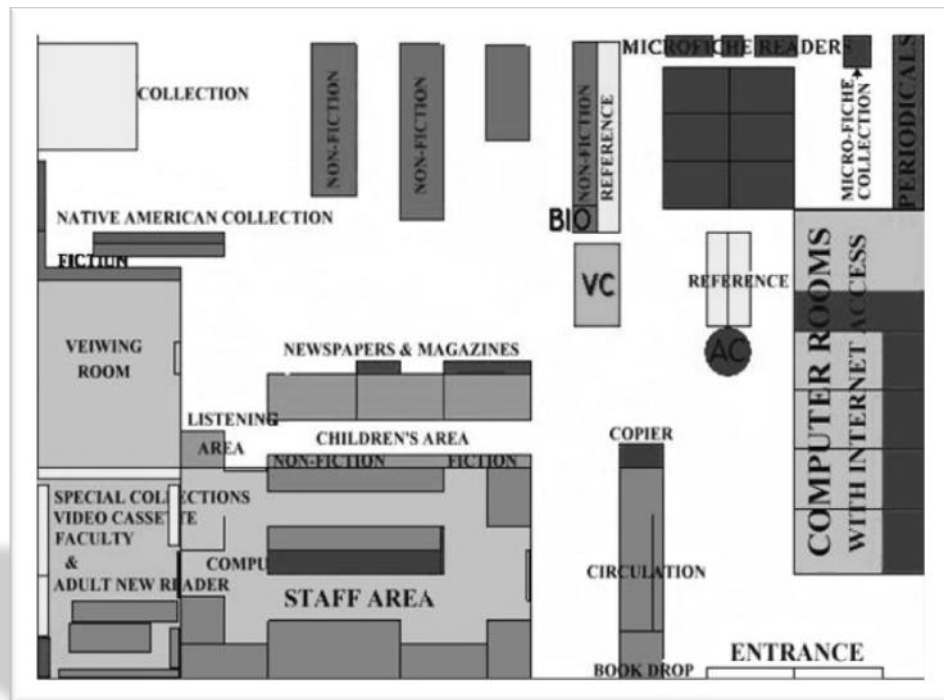 MICROFICHE READERS
COLLECTION
NON-FICTION
NON-FICTION
NON-FICTION
REFERENCE
MICRO-FICHE
COLLECTION
PERIODICALS
BIO
NATIVE AMERICAN COLLECTION
FICTION
VC
REFERENCE
COMPUTER ROOMS
WITH INTERNET ACCESS
VEIWING
ROOM
AC
NEWSPAPERS & MAGAZINES
LISTENING
AREA
CHILDREN'S AREA
NON-FICTION
FICTION
COPIER
SPECIAL COLLECTIONS
VIDEO CASSETTE
FACULTY
&
ADULT NEW READER
COMPU
STAFF AREA
CIRCULATION
BOOK DROP
ENTRANCE